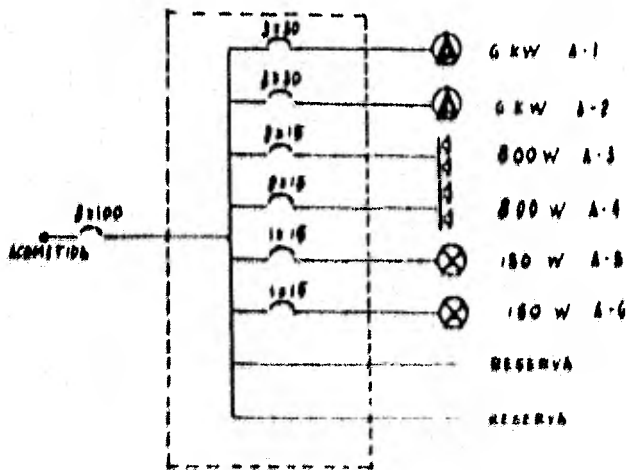 3x30
6 KW A-1
3x30
6 KW A-2
2x15
800 W A-3
2x15
800 W A-4
3x100
ACOMETIDA
1x15
150 W A-5
1x15
150 W A-6
RESERVA
RESERVA